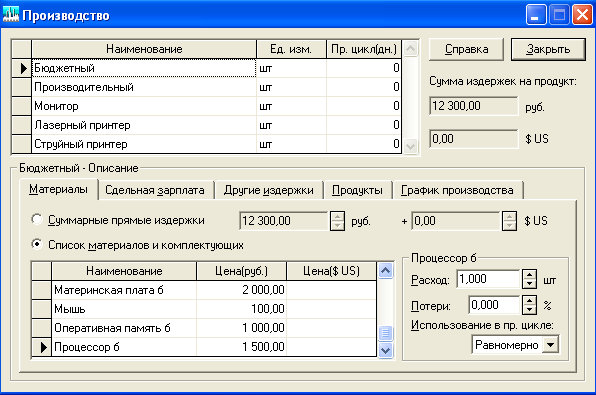 Производство
Наименование Ед. изм. Пр. цикл(дн.)
Бюджетный шт 0
Производительный шт 0
Монитор шт 0
Лазерный принтер шт 0
Струйный принтер шт 0
Справка Закрыть
Сумма издержек на продукт:
12 300,00 руб.
0,00 $ US
Бюджетный - Описание
Материалы Сдельная зарплата Другие издержки Продукты График производства
Суммарные прямые издержки 12 300,00 руб. + 0,00 $ US
Список материалов и комплектующих
Наименование Цена(руб.) Цена($ US)
Материнская плата б 2 000,00
Мышь 100,00
Оперативная память б 1 000,00
Процессор б 1 500,00
Процессор б
Расход: 1,000 шт
Потери: 0,000 %
Использование в пр. цикле:
Равномерно